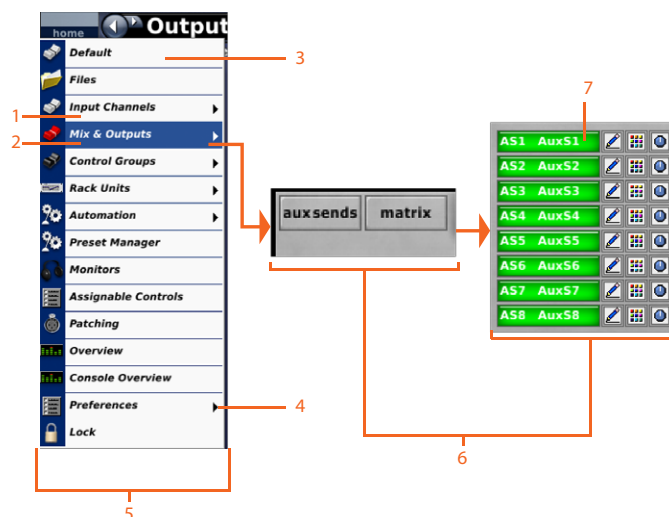 home
Output
Default
Files
Input Channels
Mix & Outputs
Control Groups
Rack Units
Automation
Preset Manager
Monitors
Assignable Controls
Patching
Overview
Console Overview
Preferences
Lock
1
2
3
4
5
auxsends matrix
6
7
AS1 AuxS1
AS2 AuxS2
AS3 AuxS3
AS4 AuxS4
AS5 AuxS5
AS6 AuxS6
AS7 AuxS7
AS8 AuxS8